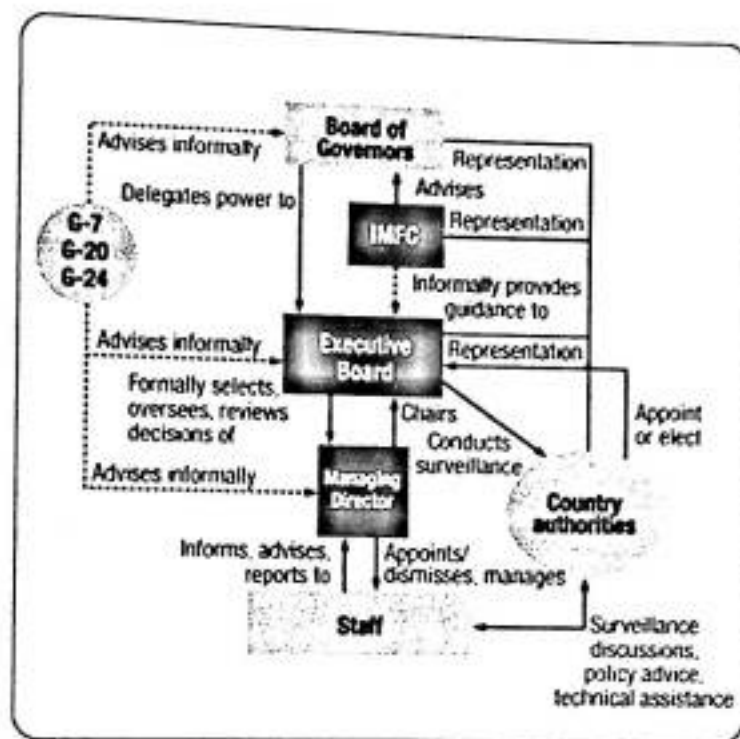 Board of
Governors
Advises informally
Representation
Delegates power to
Advises
G-7
G-20
G-24
IMFC
Representation
Informally provides
guidance to
Advises informally
Executive
Board
Representation
Formally selects,
oversees, reviews
decisions of
Chairs
Conducts
surveillance
Appoint
or elect
Advises informally
Managing
Director
Country
authorities
Informs, advises,
reports to
Appoints/
dismisses, manages
Staff
Surveillance
discussions,
policy advice,
technical assistance